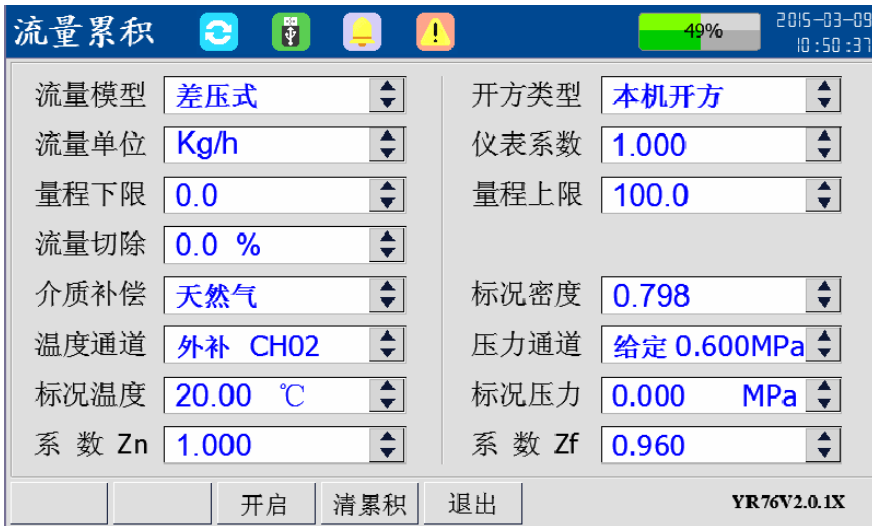 流量累积 49% 2015-03-09
10:50:37
流量模型 差压式 开方类型 本机开方
流量单位 Kg/h 仪表系数 1.000
量程下限 0.0 量程上限 100.0
流量切除 0.0 %
介质补偿 天然气 标况密度 0.798
温度通道 外补 CH02 压力通道 给定 0.600MPa
标况温度 20.00 ℃ 标况压力 0.000 MPa
系 数 Zn 1.000 系 数 Zf 0.960
开启 清累积 退出 YR76V2.0.1X